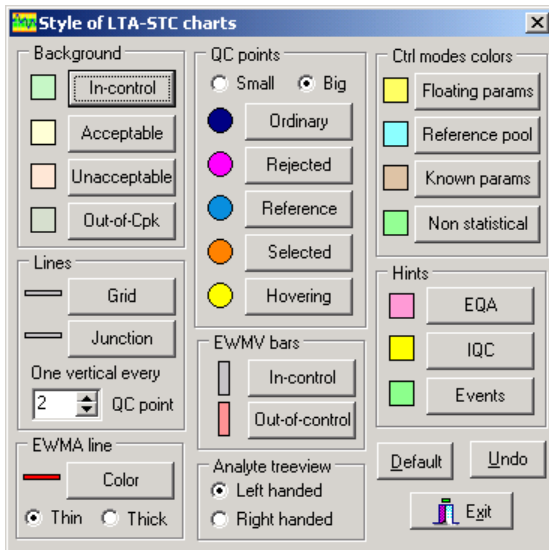 Style of LTA-STC charts
Background
In-control
Acceptable
Unacceptable
Out-of-Cpk
Lines
Grid
Junction
One vertical every
2 QC point
EWMA line
Color
Thin Thick
QC points
Small Big
Ordinary
Rejected
Reference
Selected
Hovering
EWMV bars
In-control
Out-of-control
Analyte treeview
Left handed
Right handed
Ctrl modes colors
Floating params
Reference pool
Known params
Non statistical
Hints
EQA
IQC
Events
Default Undo
Exit